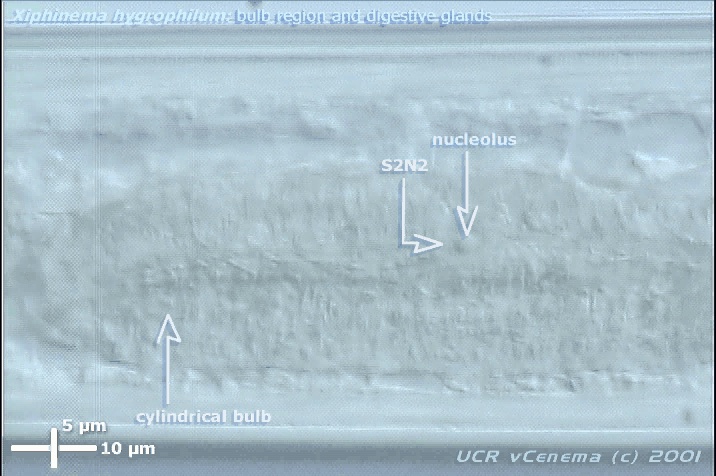 Xiphinema hygrophilum: bulb region and digestive glands
nucleolus
S2N2
cylindrical bulb
5 µm
10 µm
UCR vCenema (c) 2001